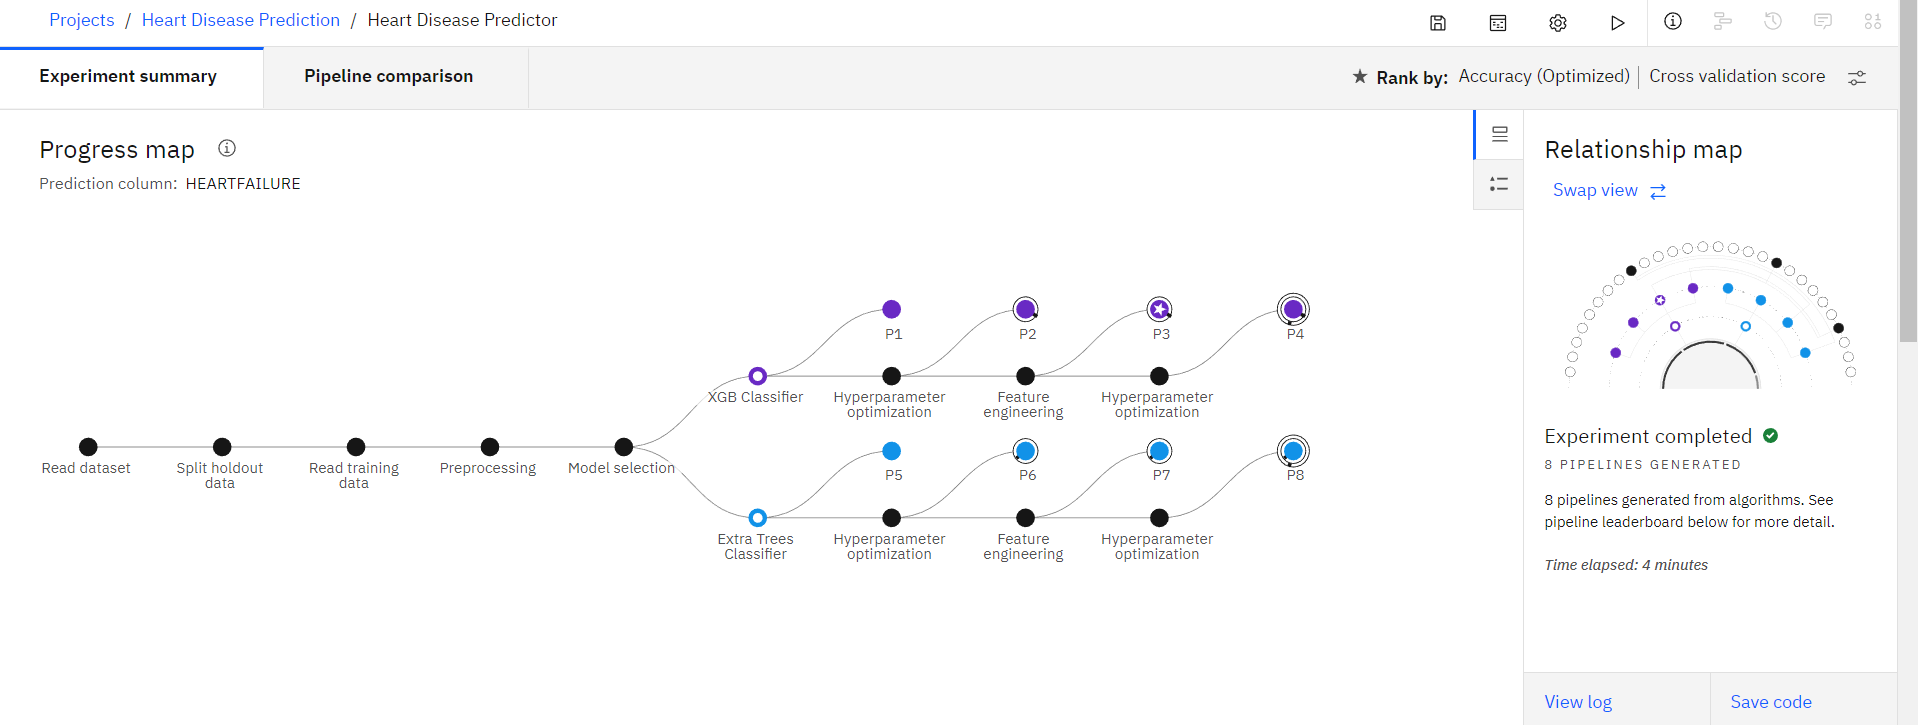 Projects / Heart Disease Prediction / Heart Disease Predictor
Experiment summary
Pipeline comparison
Rank by: Accuracy (Optimized) | Cross validation score
Progress map
Prediction column: HEARTFAILURE
P1
P2
P3
P4
XGB Classifier
Hyperparameter
optimization
Feature
engineering
Hyperparameter
optimization
Read dataset
Split holdout
data
Read training
data
Preprocessing
Model selection
P5
P6
P7
P8
Extra Trees
Classifier
Hyperparameter
optimization
Feature
engineering
Hyperparameter
optimization
Relationship map
Swap view
Experiment completed
8 PIPELINES GENERATED
8 pipelines generated from algorithms. See
pipeline leaderboard below for more detail.
Time elapsed: 4 minutes
View log
Save code